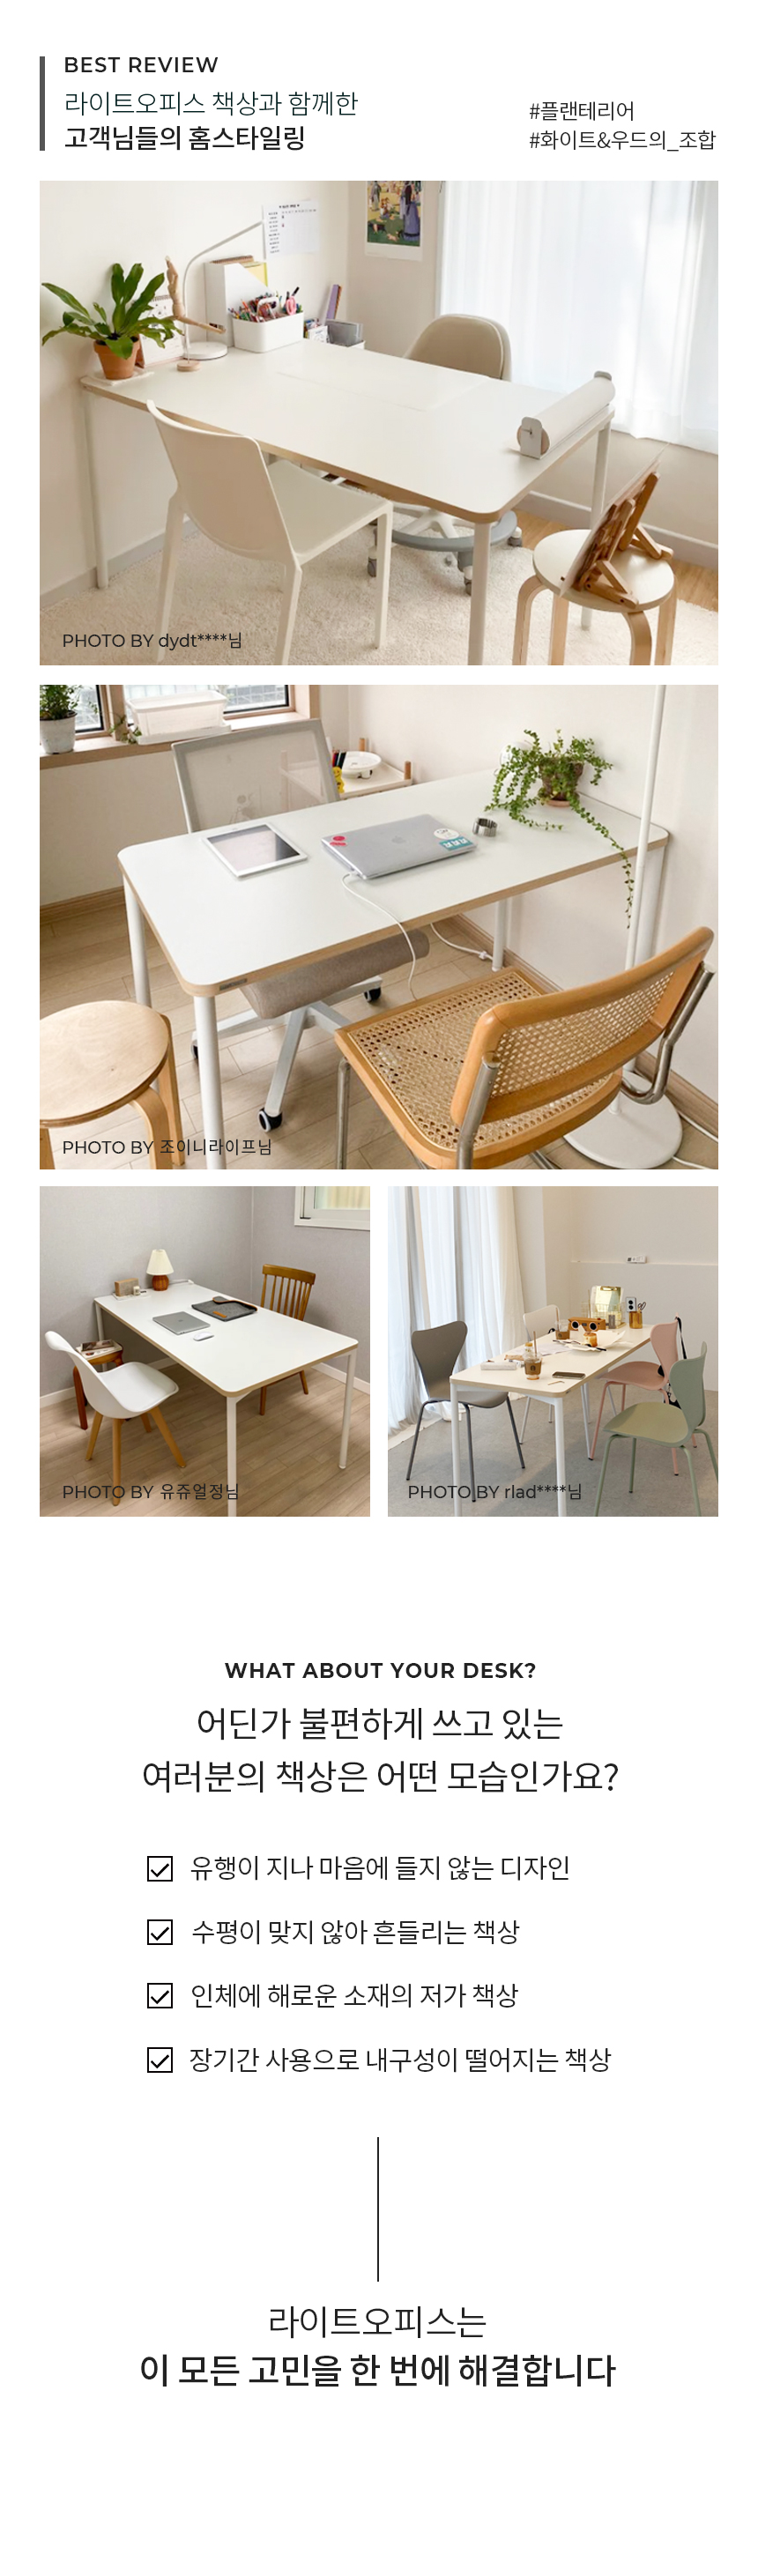 BEST REVIEW
라이트오피스 책상과 함께한
고객님들의 홈스타일링
#플랜테리어
#화이트&우드의_조합
PHOTO BY dydt****님
PHOTO BY 조이니라이프님
PHOTO BY 유쥬얼정님
PHOTO BY rlad****님
WHAT ABOUT YOUR DESK?
어딘가 불편하게 쓰고 있는
여러분의 책상은 어떤 모습인가요?
유행이 지나 마음에 들지 않는 디자인
수평이 맞지 않아 흔들리는 책상
인체에 해로운 소재의 저가 책상
장기간 사용으로 내구성이 떨어지는 책상
라이트오피스는
이 모든 고민을 한 번에 해결합니다